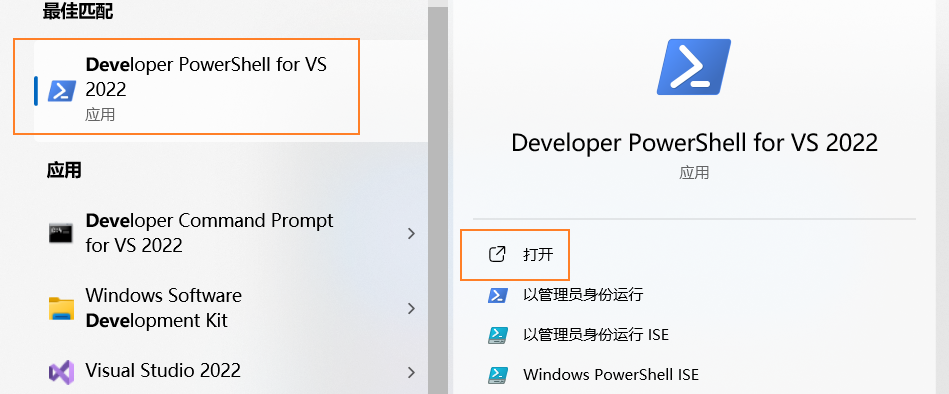 最佳匹配
Developer PowerShell for VS
2022
应用
应用
Developer Command Prompt
for VS 2022
Windows Software
Development Kit
Visual Studio 2022
Developer PowerShell for VS 2022
应用
打开
以管理员身份运行
以管理员身份运行 ISE
Windows PowerShell ISE